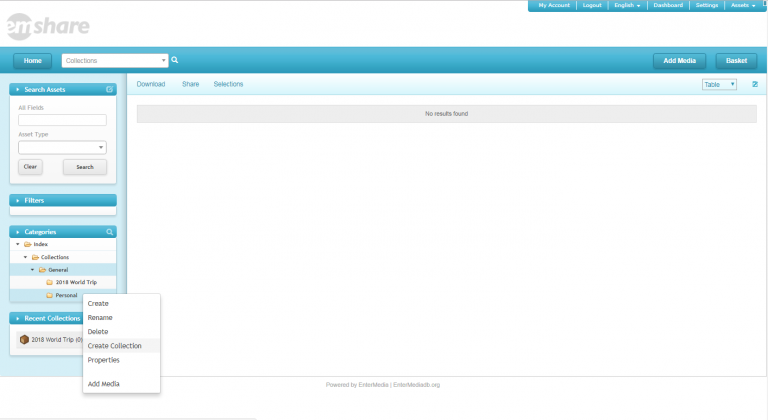 My Account Logout English Dashboard Settings Assets
emshare
Home Collections Add Media Basket
Search Assets
All Fields
Asset Type
Clear Search
Filters
Categories
Index
Collections
General
2018 World Trip
Personal
Recent Collections
2018 World Trip (0)
Download Share Selections Table
No results found
Create
Rename
Delete
Create Collection
Properties
Add Media
Powered by EnterMedia | EnterMediadb.org